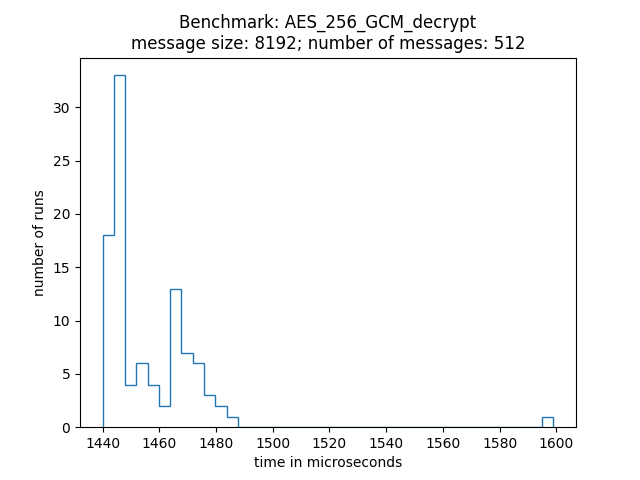 Benchmark: AES_256_GCM_decrypt
message size: 8192; number of messages: 512
30
25
20
15
10
5
0
number of runs
1440 1460 1480 1500 1520 1540 1560 1580 1600
time in microseconds